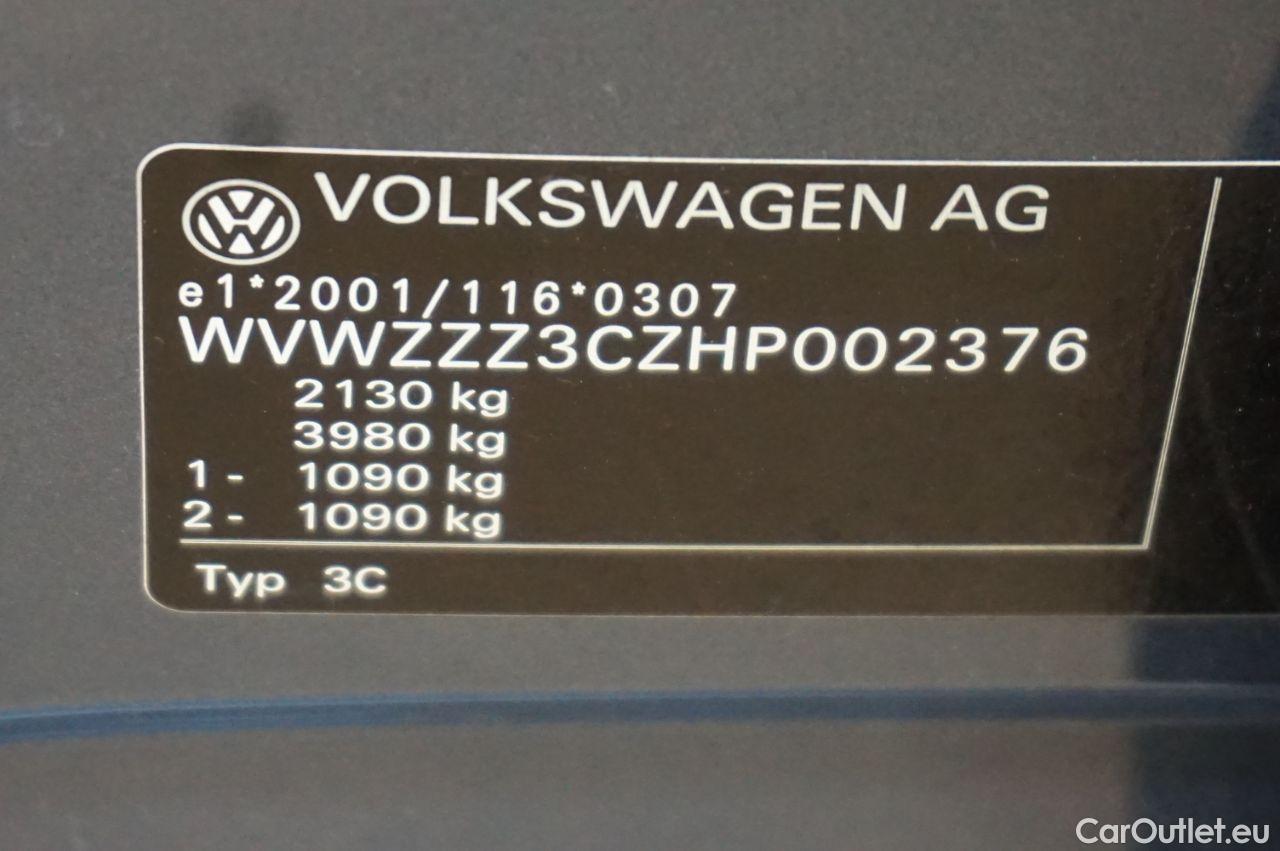 VOLKSWAGEN AG
e1*2001/116*0307
WVWZZZ3CZHP002376
2130 kg
3980 kg
1- 1090 kg
2- 1090 kg
Typ 3C
CarOutlet.eu